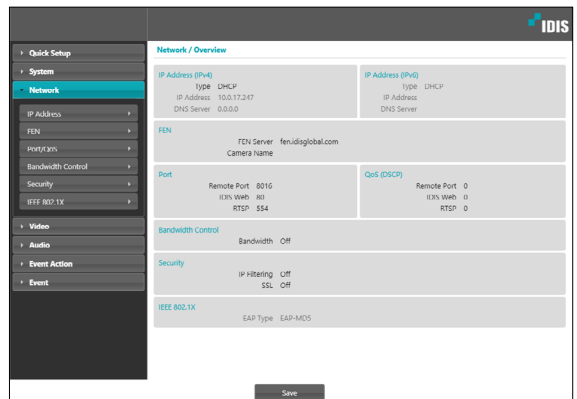 IDIS
Quick Setup
System
Network
IP Address
FEN
Port/QoS
Bandwidth Control
Security
IEEE 802.1X
Video
Audio
Event Action
Event
Network / Overview
IP Address (IPv4)
Type DHCP
IP Address 10.0.17.247
DNS Server 0.0.0.0
IP Address (IPv6)
Type DHCP
IP Address
DNS Server
FEN
FEN Server fen.idisglobal.com
Camera Name
Port
Remote Port 8016
IDIS Web 80
RTSP 554
QoS (DSCP)
Remote Port 0
IDIS Web 0
RTSP 0
Bandwidth Control
Bandwidth Off
Security
IP Filtering Off
SSL Off
IEEE 802.1X
EAP Type EAP-MD5
Save